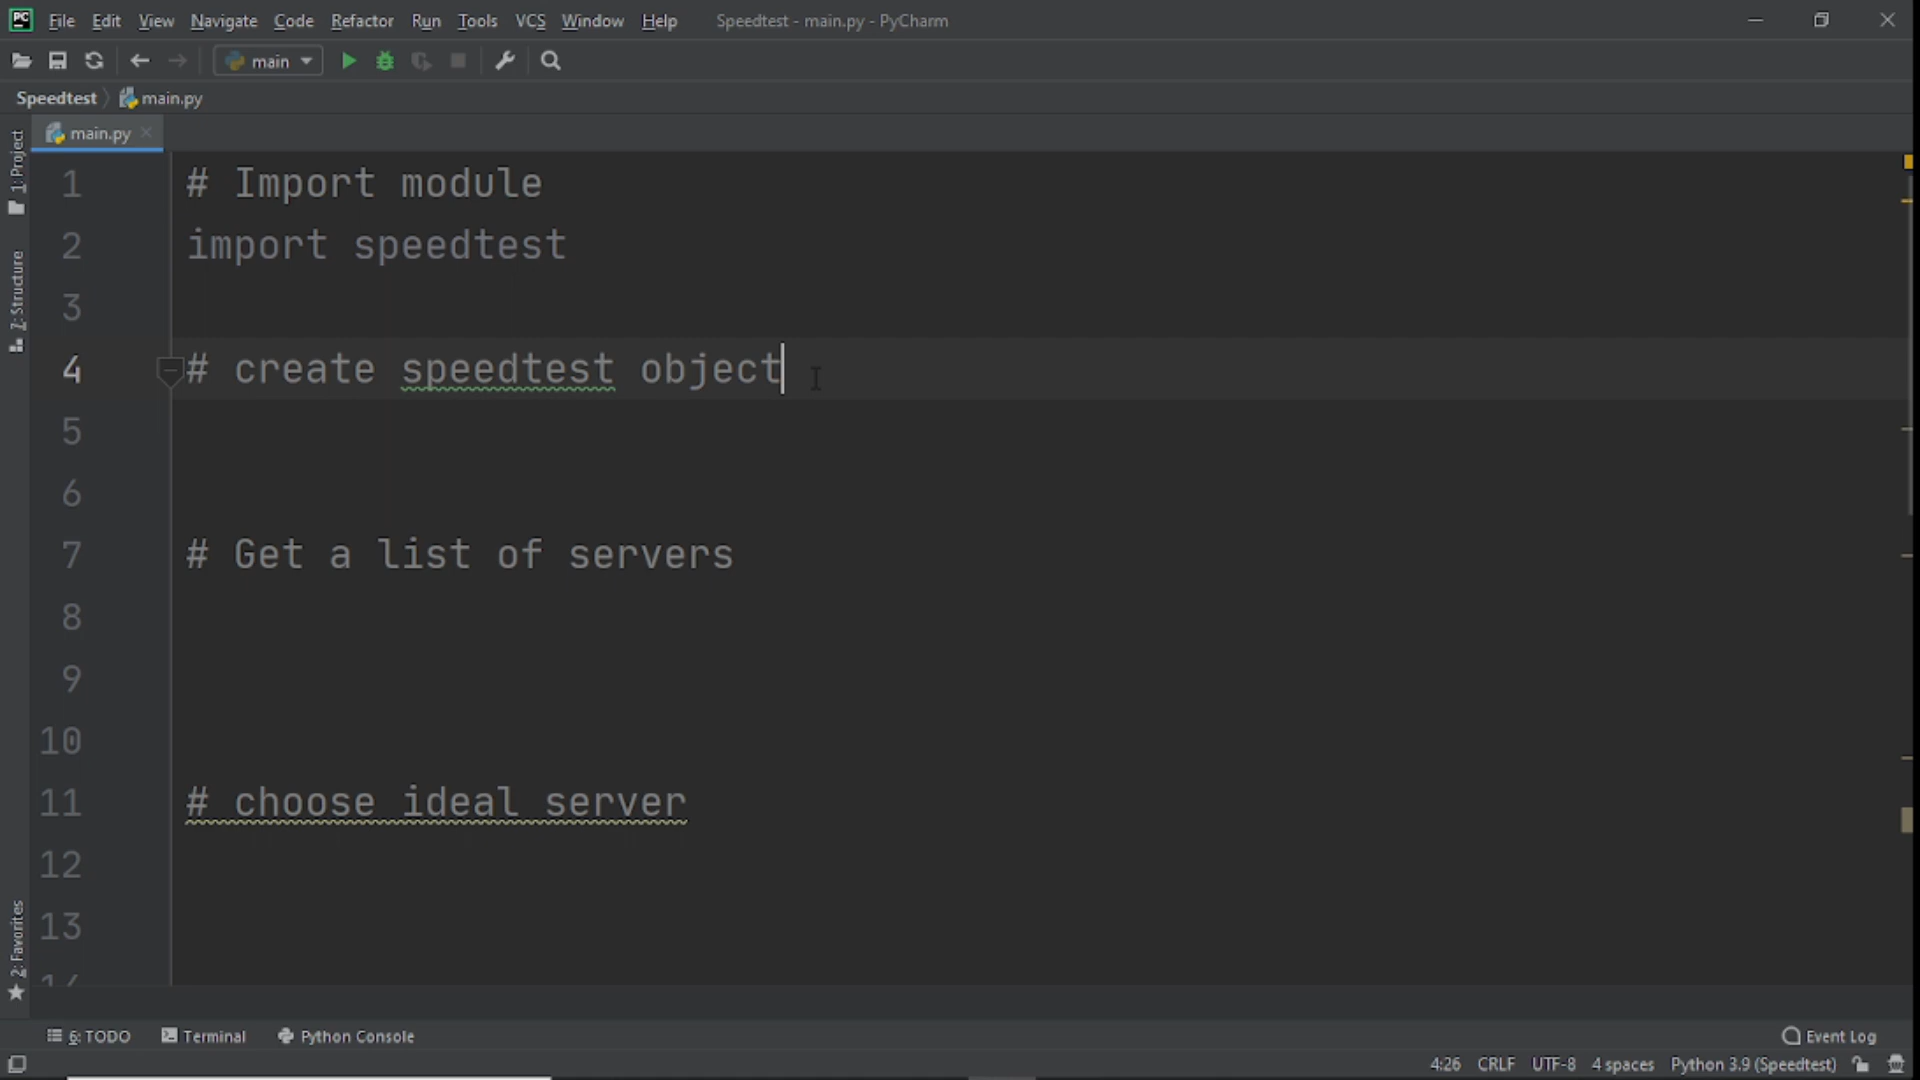 PC File Edit View Navigate Code Refactor Run Tools VCS Window Help Speedtest - main.py - PyCharm
main
Speedtest main.py
main.py
1: Project
7: Structure
2: Favorites
1 # Import module
2 import speedtest
3
4 # create speedtest object
5
6
7 # Get a list of servers
8
9
10
11 # choose ideal server
12
13
14
6: TODO Terminal Python Console Event Log
4:26 CRLF UTF-8 4 spaces Python 3.9 (Speedtest)